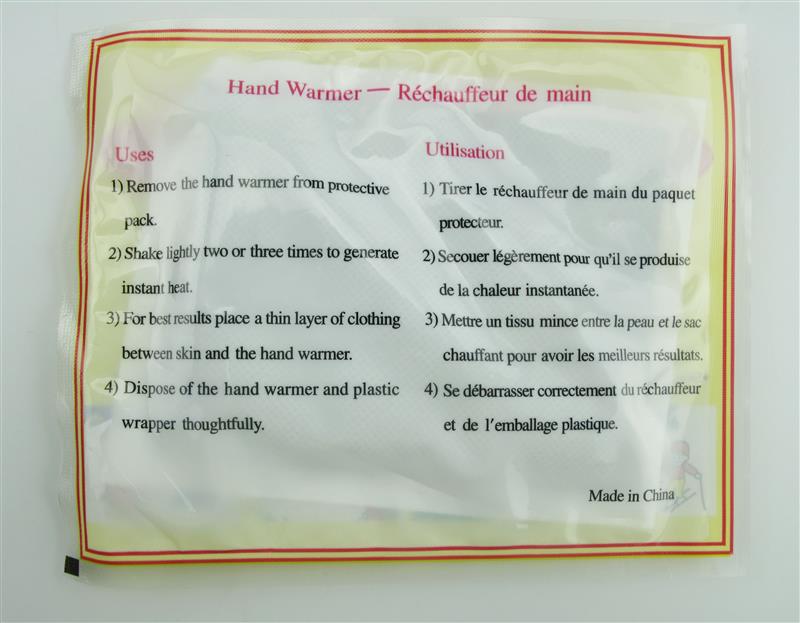 Hand Warmer — Réchauffeur de main
Uses
1) Remove the hand warmer from protective
pack.
2) Shake lightly two or three times to generate
instant heat.
3) For best results place a thin layer of clothing
between skin and the hand warmer.
4) Dispose of the hand warmer and plastic
wrapper thoughtfully.
Utilisation
1) Tirer le réchauffeur de main du paquet
protecteur.
2) Secouer légèrement pour qu'il se produise
de la chaleur instantanée.
3) Mettre un tissu mince entre la peau et le sac
chauffant pour avoir les meilleurs résultats.
4) Se débarrasser correctement du réchauffeur
et de l'emballage plastique.
Made in China